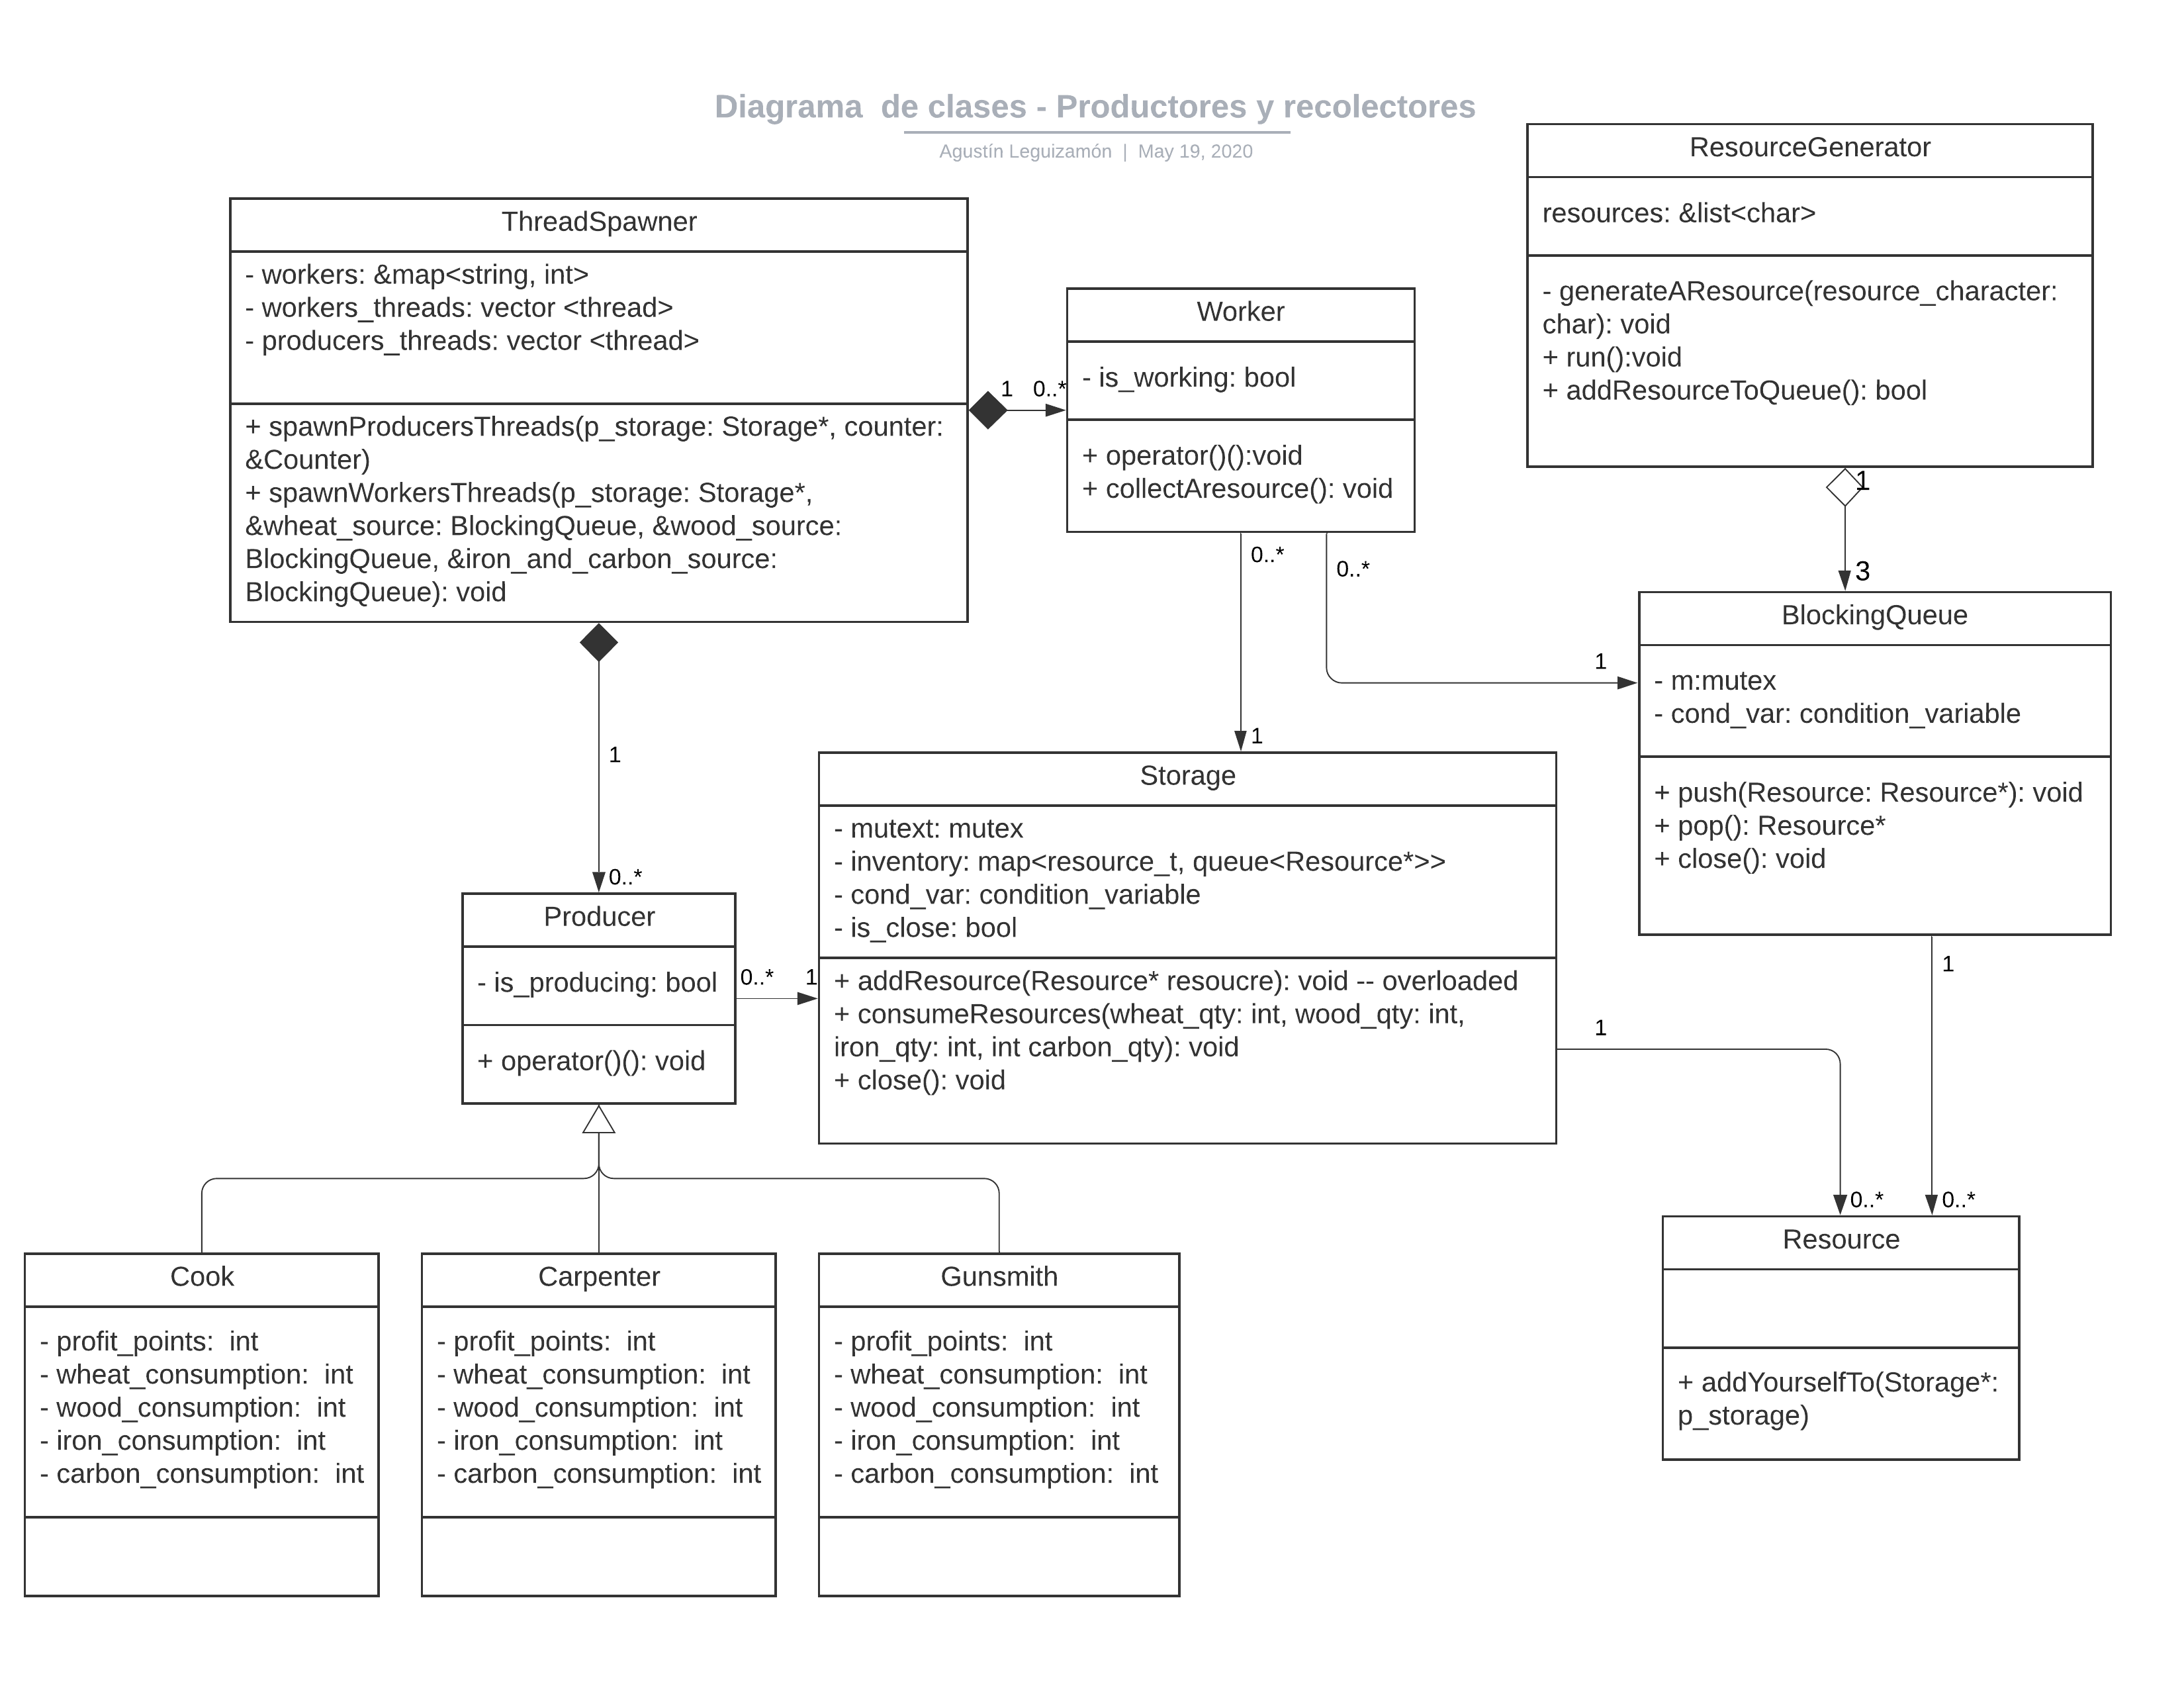 Diagrama  de clases - Productores y recolectores
Agustín Leguizamón | May 19, 2020
ThreadSpawner
- workers: &map<string, int>
- workers_threads: vector <thread>
- producers_threads: vector <thread>
+ spawnProducersThreads(p_storage: Storage*, counter:
&Counter)
+ spawnWorkersThreads(p_storage: Storage*,
&wheat_source: BlockingQueue, &wood_source:
BlockingQueue, &iron_and_carbon_source:
BlockingQueue): void
1 0..*
Worker
- is_working: bool
+ operator()():void
+ collectAresource(): void
ResourceGenerator
resources: &list<char>
- generateAResource(resource_character:
char): void
+ run():void
+ addResourceToQueue(): bool
1
3
0..*
0..*
1
1
BlockingQueue
- m:mutex
- cond_var: condition_variable
+ push(Resource: Resource*): void
+ pop(): Resource*
+ close(): void
1
0..*
Producer
- is_producing: bool
+ operator()(): void
0..* 1
Storage
- mutext: mutex
- inventory: map<resource_t, queue<Resource*>>
- cond_var: condition_variable
- is_close: bool
+ addResource(Resource* resoucre): void -- overloaded
+ consumeResources(wheat_qty: int, wood_qty: int,
iron_qty: int, int carbon_qty): void
+ close(): void
1
1
0..*
0..*
Resource
+ addYourselfTo(Storage*:
p_storage)
Cook
- profit_points:  int
- wheat_consumption:  int
- wood_consumption:  int
- iron_consumption:  int
- carbon_consumption:  int
Carpenter
- profit_points:  int
- wheat_consumption:  int
- wood_consumption:  int
- iron_consumption:  int
- carbon_consumption:  int
Gunsmith
- profit_points:  int
- wheat_consumption:  int
- wood_consumption:  int
- iron_consumption:  int
- carbon_consumption:  int